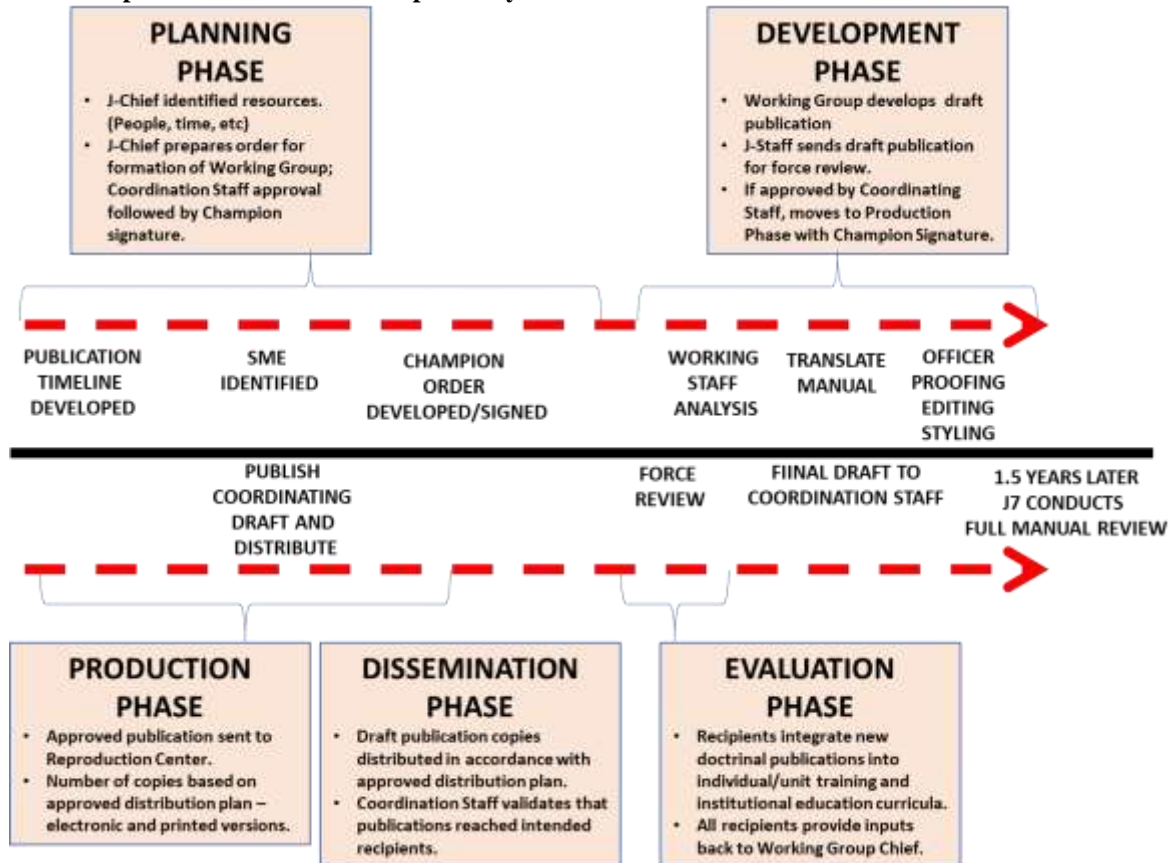 PLANNING
PHASE
• J-Chief identified resources.
(People, time, etc)
• J-Chief prepares order for
formation of Working Group;
Coordination Staff approval
followed by Champion
signature.
DEVELOPMENT
PHASE
• Working Group develops draft
publication
• J-Staff sends draft publication
for force review.
• If approved by Coordinating
Staff, moves to Production
Phase with Champion Signature.
PUBLICATION
TIMELINE
DEVELOPED
SME
IDENTIFIED
CHAMPION
ORDER
DEVELOPED/SIGNED
WORKING
STAFF
ANALYSIS
TRANSLATE
MANUAL
OFFICER
PROOFING
EDITING
STYLING
PUBLISH
COORDINATING
DRAFT AND
DISTRIBUTE
FORCE
REVIEW
FIINAL DRAFT TO
COORDINATION STAFF
1.5 YEARS LATER
J7 CONDUCTS
FULL MANUAL REVIEW
PRODUCTION
PHASE
• Approved publication sent to
Reproduction Center.
• Number of copies based on
approved distribution plan –
electronic and printed versions.
DISSEMINATION
PHASE
• Draft publication copies
distributed in accordance with
approved distribution plan.
• Coordination Staff validates that
publications reached intended
recipients.
EVALUATION
PHASE
• Recipients integrate new
doctrinal publications into
individual/unit training and
institutional education curricula.
• All recipients provide inputs
back to Working Group Chief.